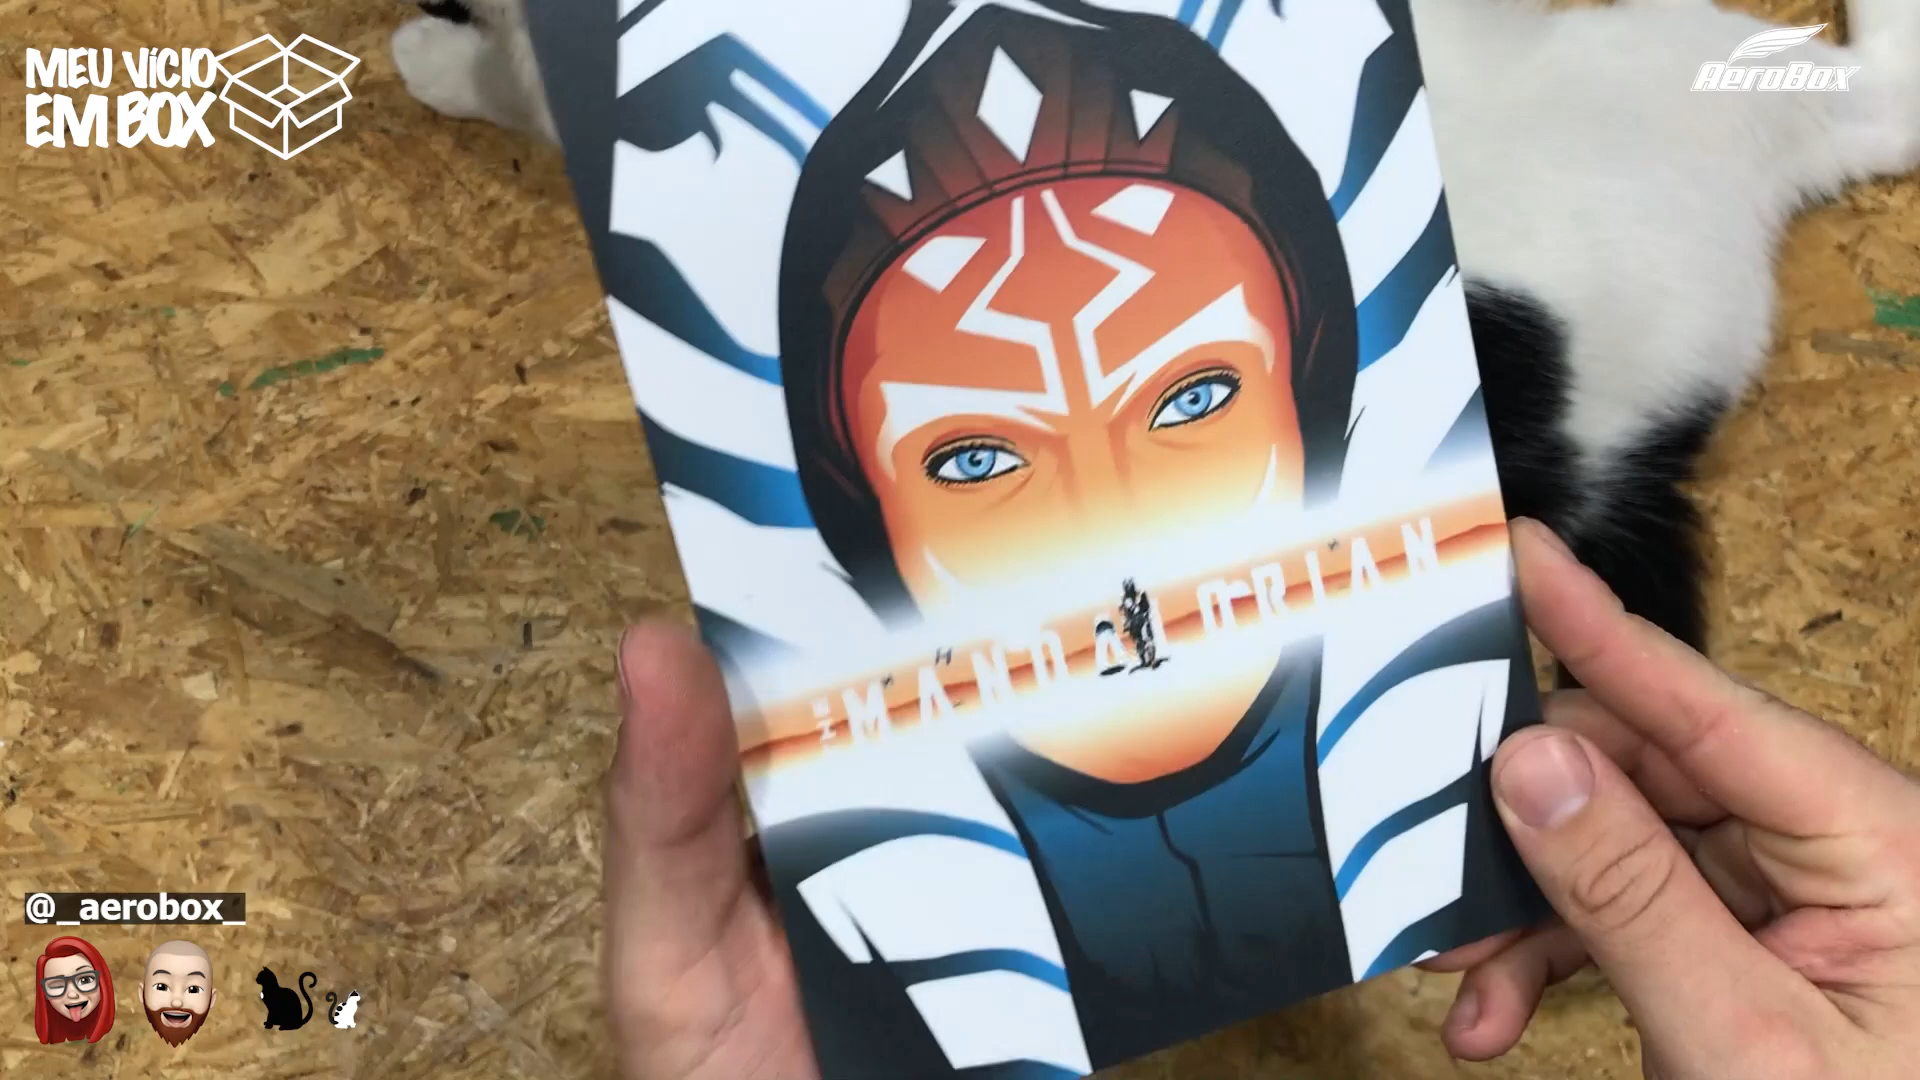 MEU VÍCIO
EM BOX
AeroBox
THE
MANDALORIAN
@_aerobox_